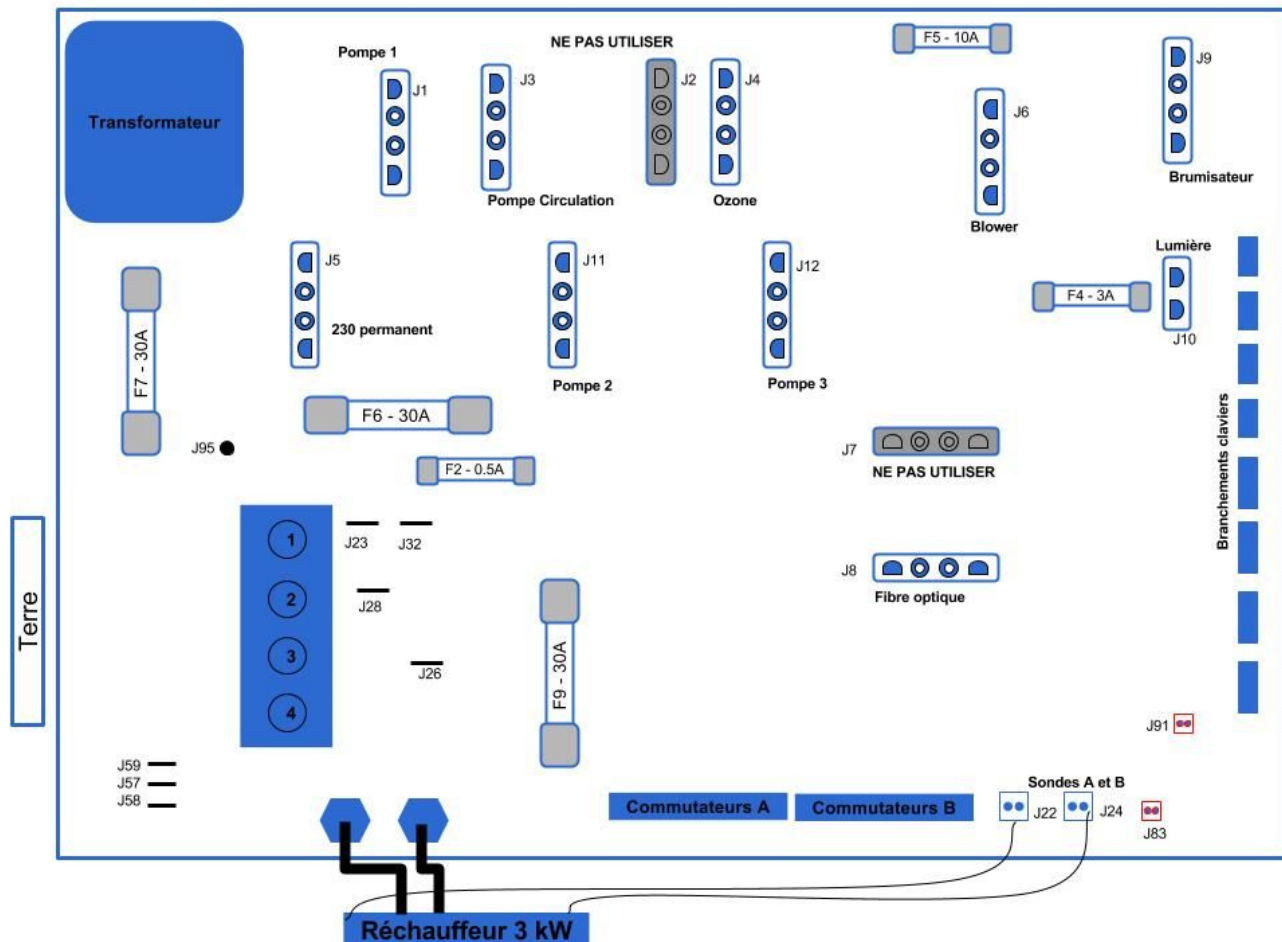 NE PAS UTILISER
F5 - 10A
Pompe 1
J1
J3
J2
J4
J6
J9
Transformateur
Pompe Circulation
Ozone
Blower
Brumisateur
Lumière
J5
J11
J12
F4 - 3A
J10
230 permanent
F7 - 30A
Pompe 2
Pompe 3
F6 - 30A
J95
F2 - 0.5A
J7
NE PAS UTILISER
Branchements claviers
1
J23
J32
2
J28
J8
Fibre optique
Terre
3
J26
F9 - 30A
4
J91
J59
J57
J58
Sondes A et B
Commutateurs A
Commutateurs B
J22
J24
J83
Réchauffeur 3 kW